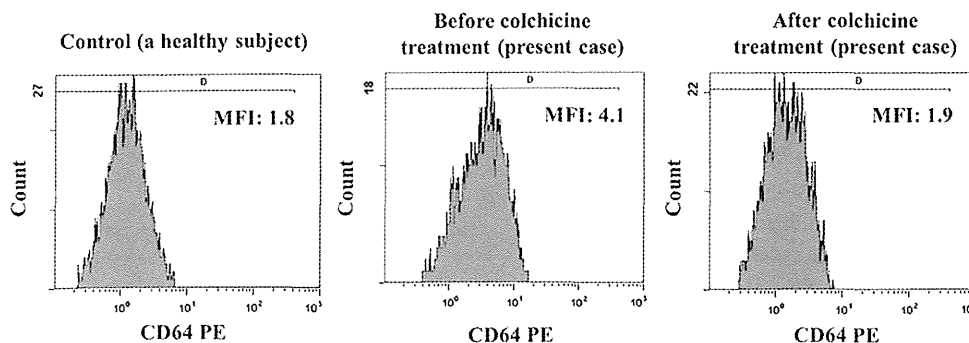 Control (a healthy subject)
27
D
MFI: 1.8
Count
10⁰ 10¹ 10² 10³
CD64 PE
Before colchicine
treatment (present case)
18
D
MFI: 4.1
Count
10⁰ 10¹ 10² 10³
CD64 PE
After colchicine
treatment (present case)
22
D
MFI: 1.9
Count
10⁰ 10¹ 10² 10³
CD64 PE